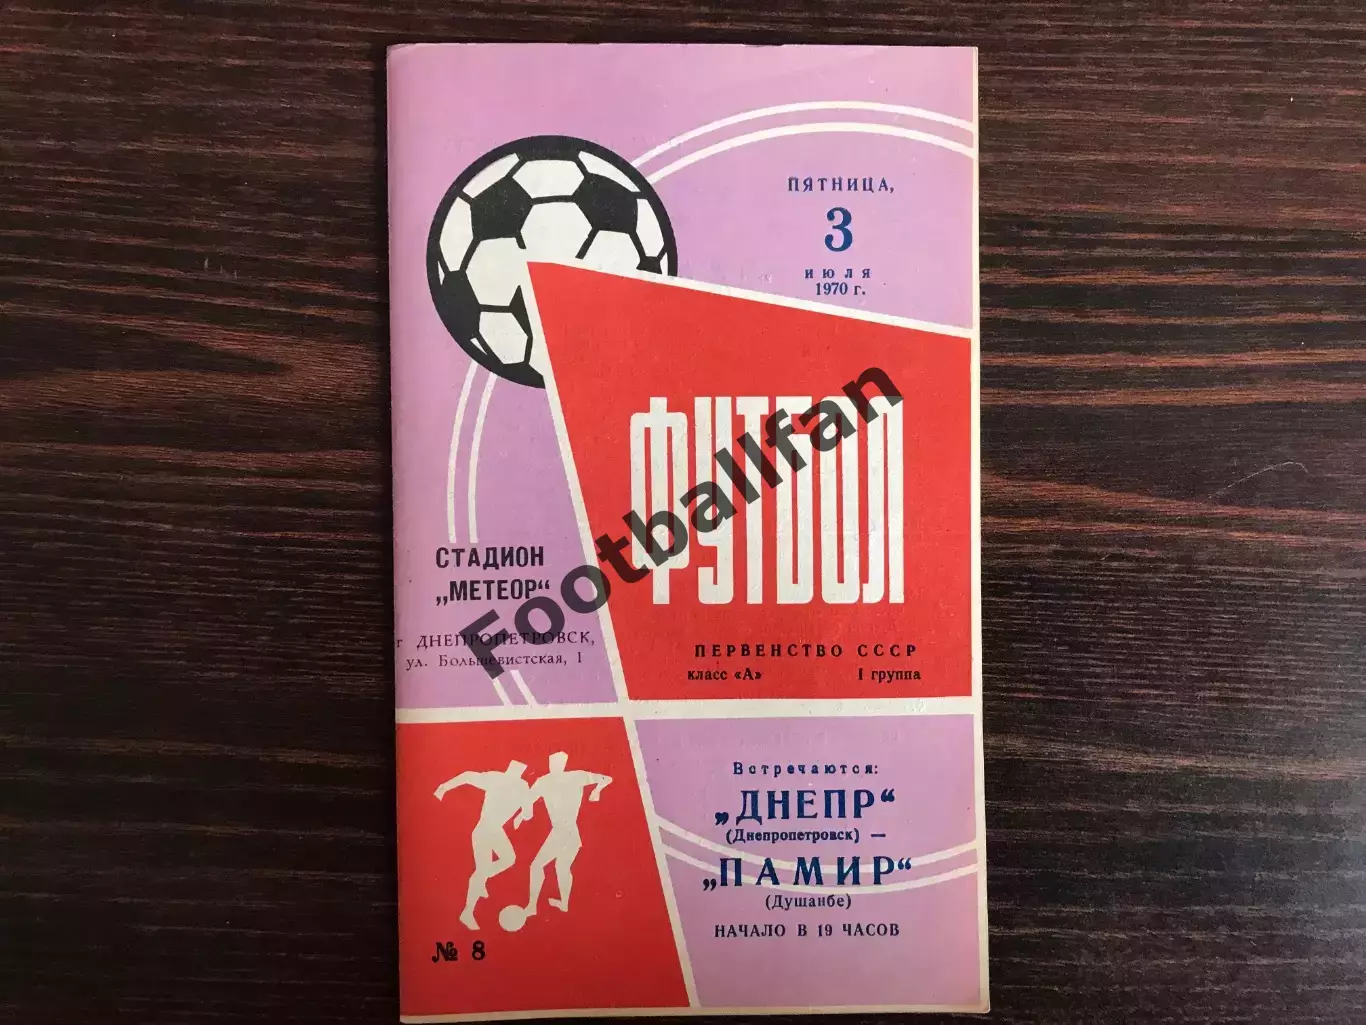 ПЯТНИЦА,
3
ИЮЛЯ
1970 г.
ФУТБОЛ
Footballfan
СТАДИОН
„МЕТЕОР“
г ДНЕПРОПЕТРОВСК,
ул. Большевистская, 1
ПЕРВЕНСТВО СССР
класс «А» I группа
Встречаются:
„ДНЕПР“
(Днепропетровск) —
„ПАМИР“
(Душанбе)
НАЧАЛО В 19 ЧАСОВ
№ 8